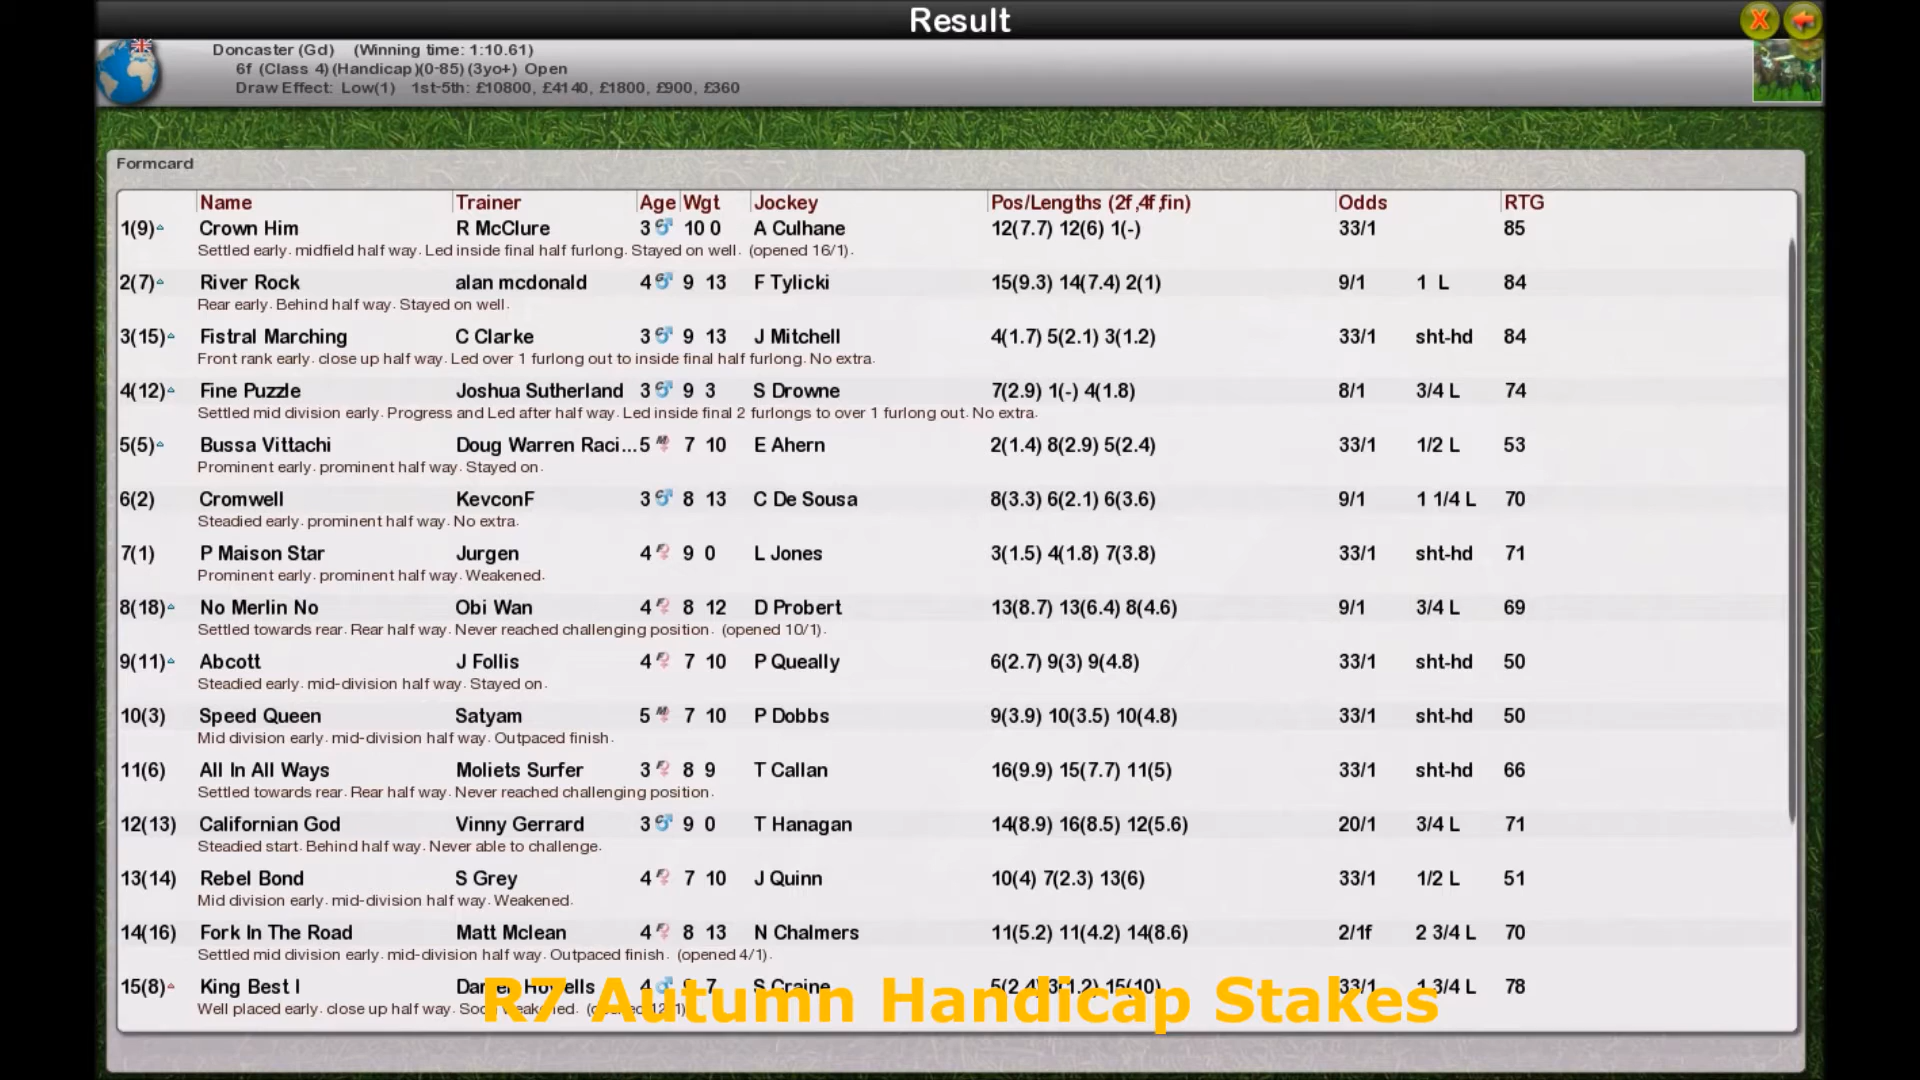 Result
Doncaster (Gd) (Winning time: 1:10.61)
6f (Class 4) (Handicap)(0-85) (3yo+) Open
Draw Effect: Low(1) 1st-5th: £10800, £4140, £1800, £900, £360
Formcard
Name Trainer Age Wgt Jockey Pos/Lengths (2f,4f,fin) Odds RTG
1(9) Crown Him R McClure 3 10 0 A Culhane 12(7.7) 12(6) 1(-) 33/1 85
Settled early. midfield half way. Led inside final half furlong. Stayed on well. (opened 16/1).
2(7) River Rock alan mcdonald 4 9 13 F Tylicki 15(9.3) 14(7.4) 2(1) 9/1 1 L 84
Rear early. Behind half way. Stayed on well.
3(15) Fistral Marching C Clarke 3 9 13 J Mitchell 4(1.7) 5(2.1) 3(1.2) 33/1 sht-hd 84
Front rank early. close up half way. Led over 1 furlong out to inside final half furlong. No extra.
4(12) Fine Puzzle Joshua Sutherland 3 9 3 S Drowne 7(2.9) 1(-) 4(1.8) 8/1 3/4 L 74
Settled mid division early. Progress and Led after half way. Led inside final 2 furlongs to over 1 furlong out. No extra.
5(5) Bussa Vittachi Doug Warren Raci... 5 7 10 E Ahern 2(1.4) 8(2.9) 5(2.4) 33/1 1/2 L 53
Prominent early. prominent half way. Stayed on.
6(2) Cromwell KevconF 3 8 13 C De Sousa 8(3.3) 6(2.1) 6(3.6) 9/1 1 1/4 L 70
Steadied early. prominent half way. No extra.
7(1) P Maison Star Jurgen 4 9 0 L Jones 3(1.5) 4(1.8) 7(3.8) 33/1 sht-hd 71
Prominent early. prominent half way. Weakened.
8(18) No Merlin No Obi Wan 4 8 12 D Probert 13(8.7) 13(6.4) 8(4.6) 9/1 3/4 L 69
Settled towards rear. Rear half way. Never reached challenging position. (opened 10/1).
9(11) Abcott J Follis 4 7 10 P Queally 6(2.7) 9(3) 9(4.8) 33/1 sht-hd 50
Steadied early. mid-division half way. Stayed on.
10(3) Speed Queen Satyam 5 7 10 P Dobbs 9(3.9) 10(3.5) 10(4.8) 33/1 sht-hd 50
Mid division early. mid-division half way. Outpaced finish.
11(6) All In All Ways Moliets Surfer 3 8 9 T Callan 16(9.9) 15(7.7) 11(5) 33/1 sht-hd 66
Settled towards rear. Rear half way. Never reached challenging position.
12(13) Californian God Vinny Gerrard 3 9 0 T Hanagan 14(8.9) 16(8.5) 12(5.6) 20/1 3/4 L 71
Steadied start. Behind half way. Never able to challenge.
13(14) Rebel Bond S Grey 4 7 10 J Quinn 10(4) 7(2.3) 13(6) 33/1 1/2 L 51
Mid division early. mid-division half way. Weakened.
14(16) Fork In The Road Matt Mclean 4 8 13 N Chalmers 11(5.2) 11(4.2) 14(8.6) 2/1f 2 3/4 L 70
Settled mid division early. mid-division half way. Outpaced finish. (opened 4/1).
15(8) King Best I 4 9 7 S Craine 5(2.4) 3(1.2) 15(10) 33/1 1 3/4 L 78
Well placed early. close up half way. Soon weakened.
R7 Autumn Handicap Stakes